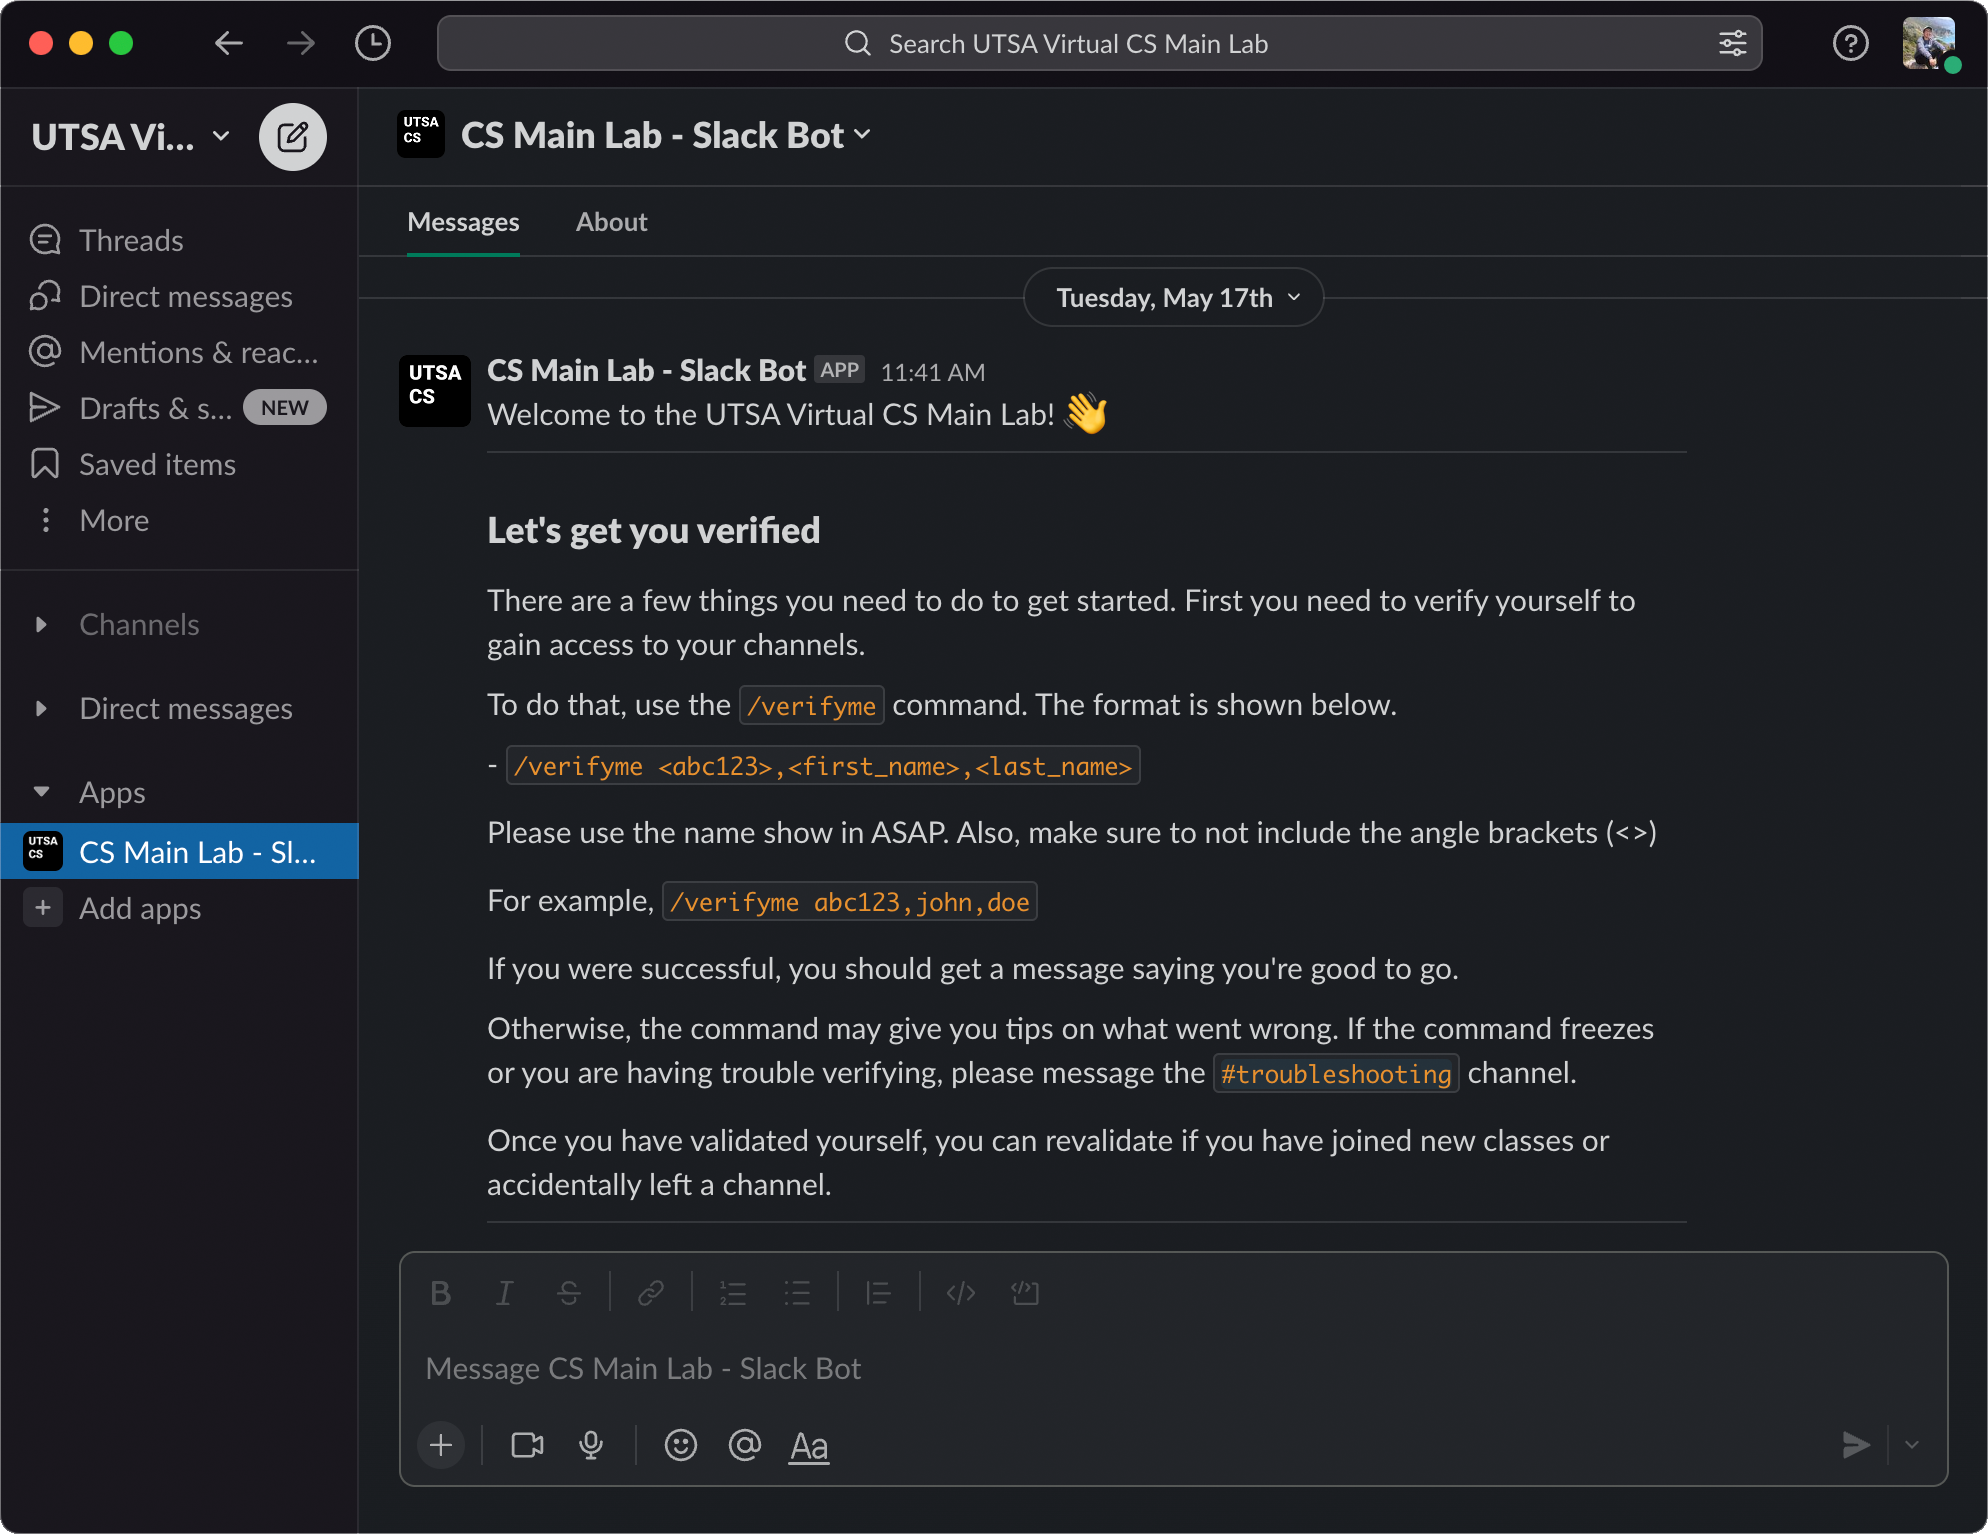 Search UTSA Virtual CS Main Lab
UTSA Vi...
Threads
Direct messages
Mentions & reac...
Drafts & s... NEW
Saved items
More
Channels
Direct messages
Apps
UTSA
CS
CS Main Lab - Sl...
Add apps
UTSA
CS
CS Main Lab - Slack Bot
Messages
About
Tuesday, May 17th
UTSA
CS
CS Main Lab - Slack Bot APP 11:41 AM
Welcome to the UTSA Virtual CS Main Lab! 👋
Let's get you verified
There are a few things you need to do to get started. First you need to verify yourself to
gain access to your channels.
To do that, use the /verifyme command. The format is shown below.
- /verifyme <abc123>,<first_name>,<last_name>
Please use the name show in ASAP. Also, make sure to not include the angle brackets (<>)
For example, /verifyme abc123,john,doe
If you were successful, you should get a message saying you're good to go.
Otherwise, the command may give you tips on what went wrong. If the command freezes
or you are having trouble verifying, please message the #troubleshooting channel.
Once you have validated yourself, you can revalidate if you have joined new classes or
accidentally left a channel.
Message CS Main Lab - Slack Bot
Aa